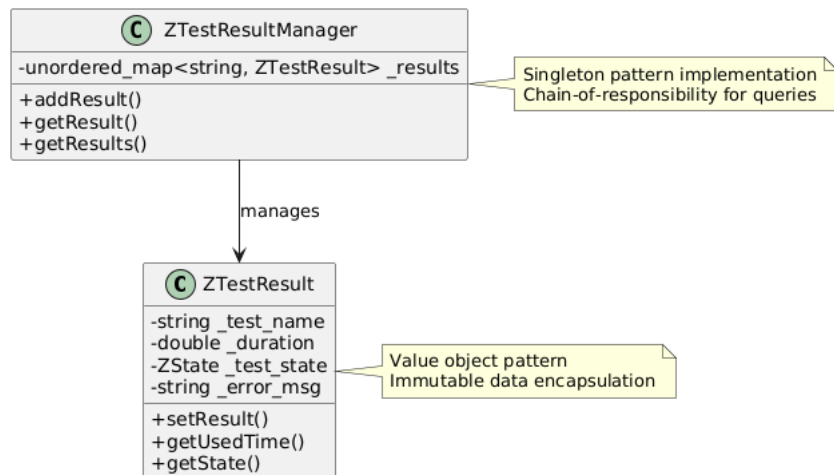 C ZTestResultManager
-unordered_map<string, ZTestResult> _results
+addResult()
+getResult()
+getResults()
Singleton pattern implementation
Chain-of-responsibility for queries
manages
C ZTestResult
-string _test_name
-double _duration
-ZState _test_state
-string _error_msg
+setResult()
+getUsedTime()
+getState()
Value object pattern
Immutable data encapsulation